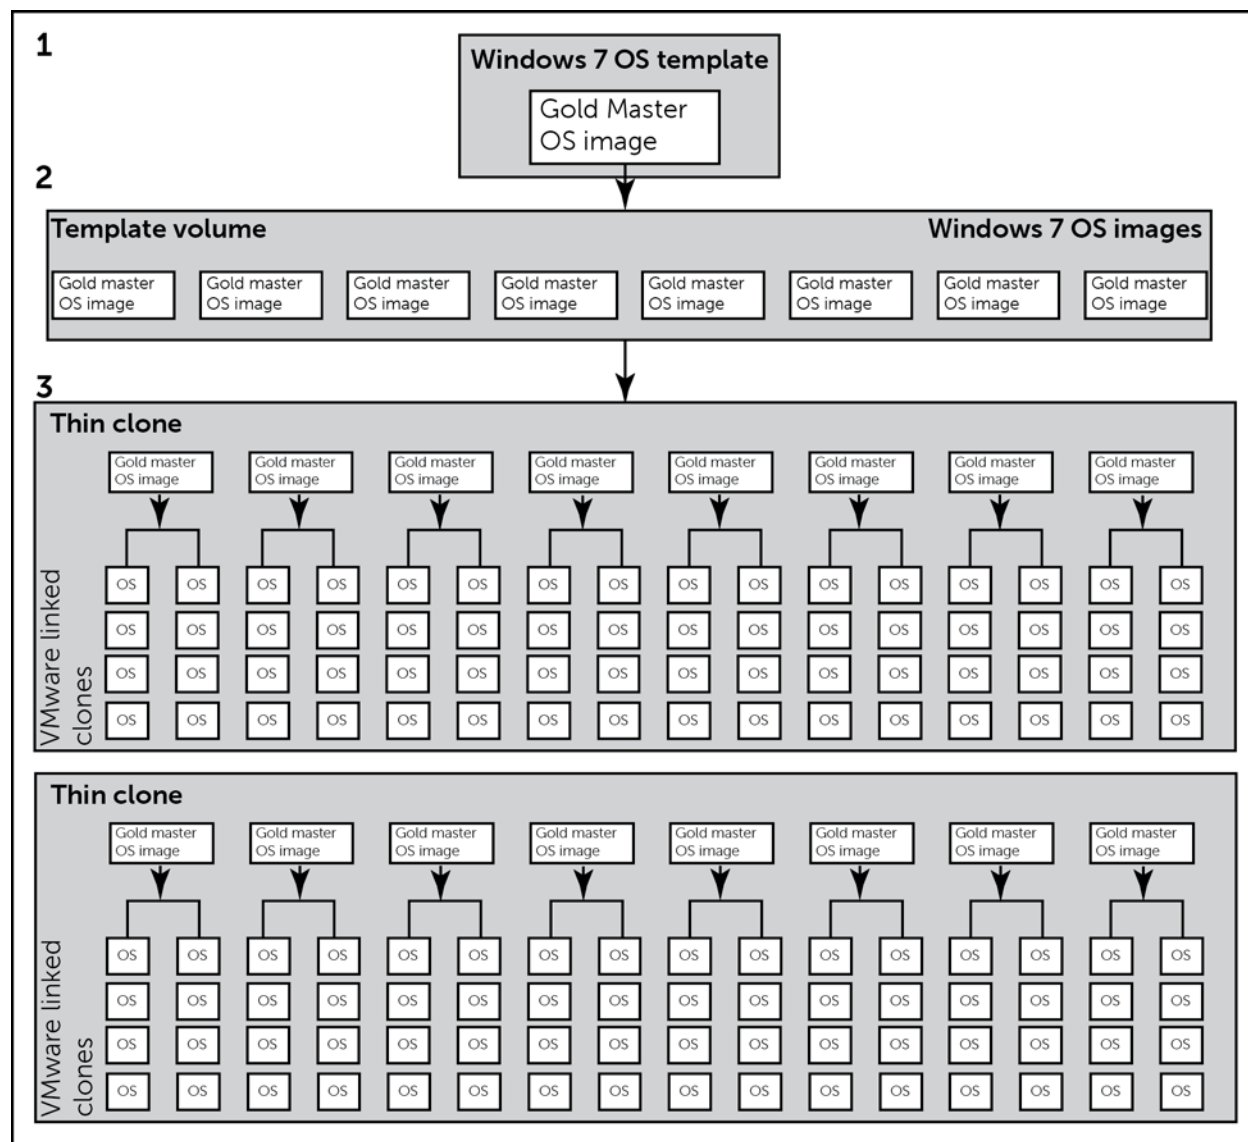 1
Windows 7 OS template
Gold Master
OS image
2
Template volume
Windows 7 OS images
Gold master
OS image
Gold master
OS image
Gold master
OS image
Gold master
OS image
Gold master
OS image
Gold master
OS image
Gold master
OS image
Gold master
OS image
3
Thin clone
Gold master
OS image
Gold master
OS image
Gold master
OS image
Gold master
OS image
Gold master
OS image
Gold master
OS image
Gold master
OS image
Gold master
OS image
VMware linked
clones
OS OS OS OS OS OS OS OS OS OS OS OS OS OS OS OS
OS OS OS OS OS OS OS OS OS OS OS OS OS OS OS OS
OS OS OS OS OS OS OS OS OS OS OS OS OS OS OS OS
OS OS OS OS OS OS OS OS OS OS OS OS OS OS OS OS
Thin clone
Gold master
OS image
Gold master
OS image
Gold master
OS image
Gold master
OS image
Gold master
OS image
Gold master
OS image
Gold master
OS image
Gold master
OS image
VMware linked
clones
OS OS OS OS OS OS OS OS OS OS OS OS OS OS OS OS
OS OS OS OS OS OS OS OS OS OS OS OS OS OS OS OS
OS OS OS OS OS OS OS OS OS OS OS OS OS OS OS OS
OS OS OS OS OS OS OS OS OS OS OS OS OS OS OS OS